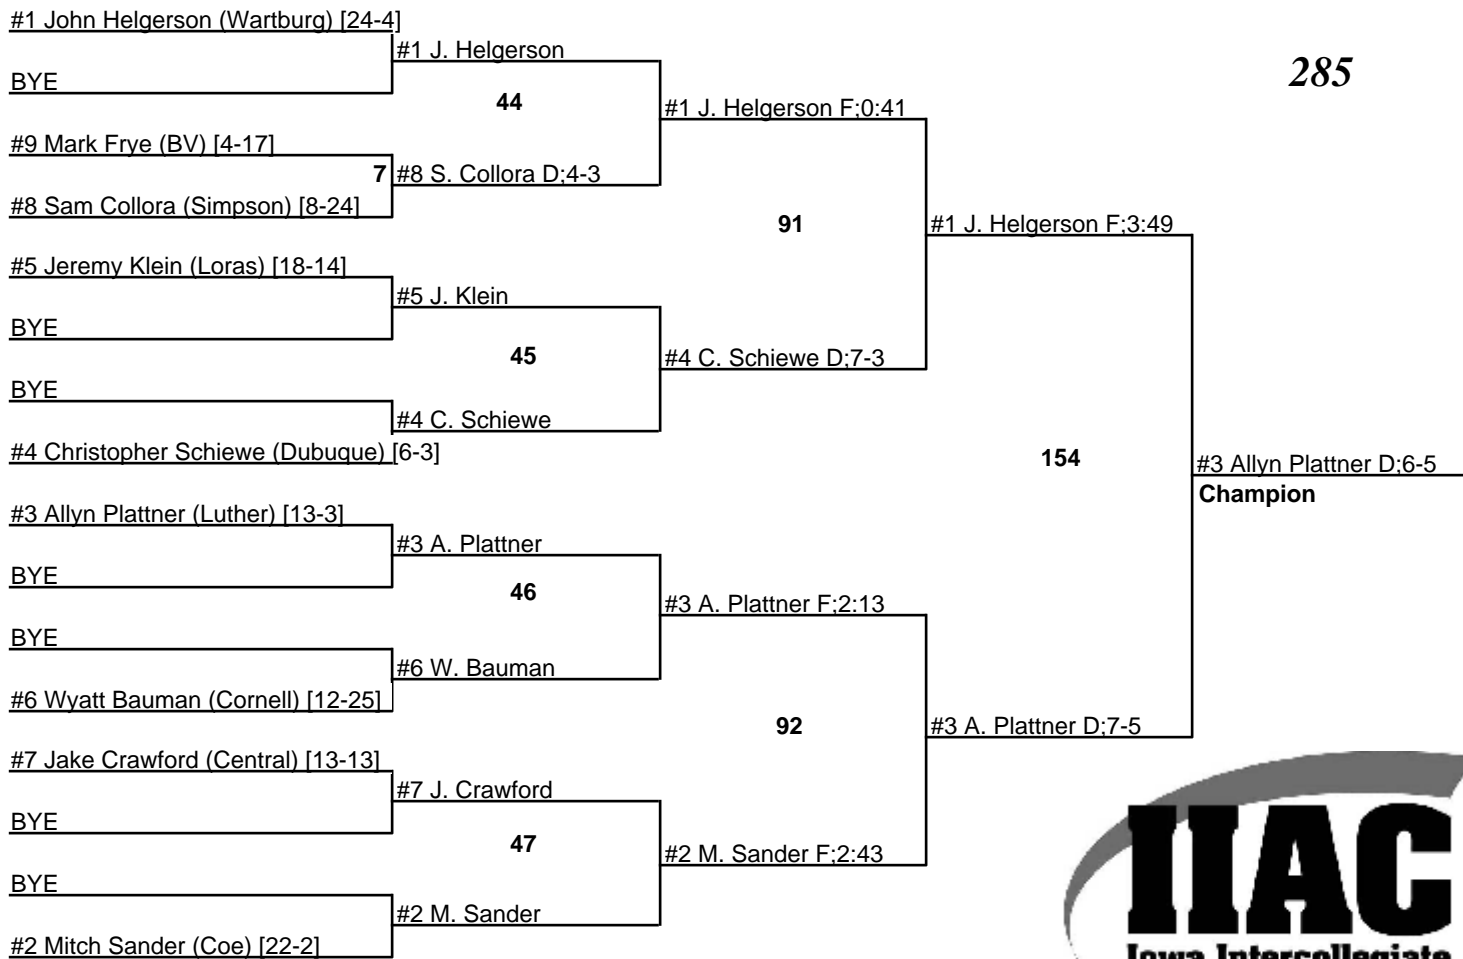 #1 John Helgerson (Wartburg) [24-4]
#1 J. Helgerson
BYE
285
44
#1 J. Helgerson F;0:41
#9 Mark Frye (BV) [4-17]
7 #8 S. Collora D;4-3
#8 Sam Collora (Simpson) [8-24]
91
#1 J. Helgerson F;3:49
#5 Jeremy Klein (Loras) [18-14]
#5 J. Klein
BYE
45
#4 C. Schiewe D;7-3
BYE
#4 C. Schiewe
#4 Christopher Schiewe (Dubuque) [6-3]
154
#3 Allyn Plattner D;6-5
Champion
#3 Allyn Plattner (Luther) [13-3]
#3 A. Plattner
BYE
46
#3 A. Plattner F;2:13
BYE
#6 W. Bauman
#6 Wyatt Bauman (Cornell) [12-25]
92
#3 A. Plattner D;7-5
#7 Jake Crawford (Central) [13-13]
#7 J. Crawford
BYE
47
#2 M. Sander F;2:43
BYE
#2 M. Sander
#2 Mitch Sander (Coe) [22-2]
IIAC
Iowa Intercollegiate